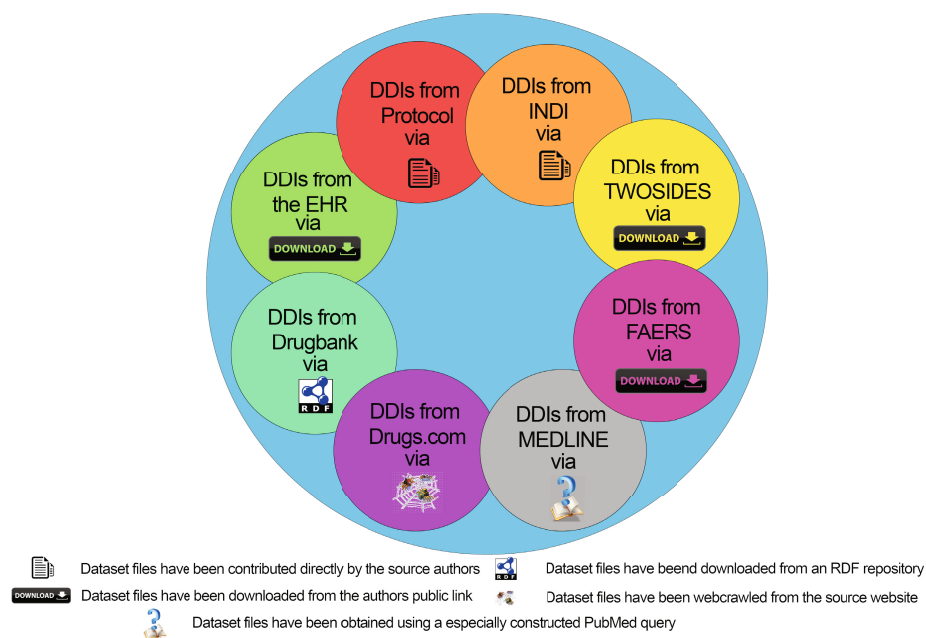 DDIs from
Protocol
via
DDIs from
INDI
via
DDIs from
TWOSIDES
via
DOWNLOAD
DDIs from
FAERS
via
DOWNLOAD
DDIs from
MEDLINE
via
DDIs from
Drugs.com
via
DDIs from
Drugbank
via
RDF
DDIs from
the EHR
via
DOWNLOAD
Dataset files have been contributed directly by the source authors
RDF
Dataset files have beend downloaded from an RDF repository
DOWNLOAD
Dataset files have been downloaded from the authors public link
Dataset files have been webcrawled from the source website
Dataset files have been obtained using a especially constructed PubMed query